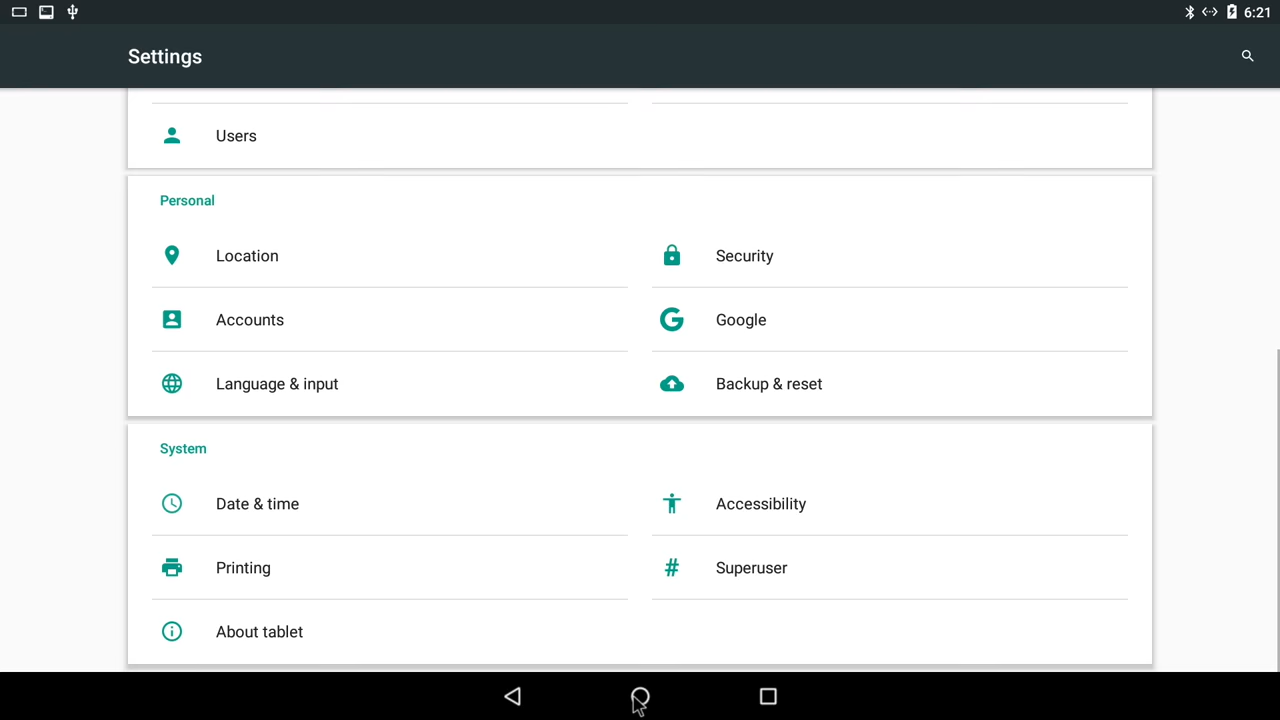 6:21
Settings
Users
Personal
Location
Security
Accounts
Google
Language & input
Backup & reset
System
Date & time
Accessibility
Printing
# Superuser
About tablet